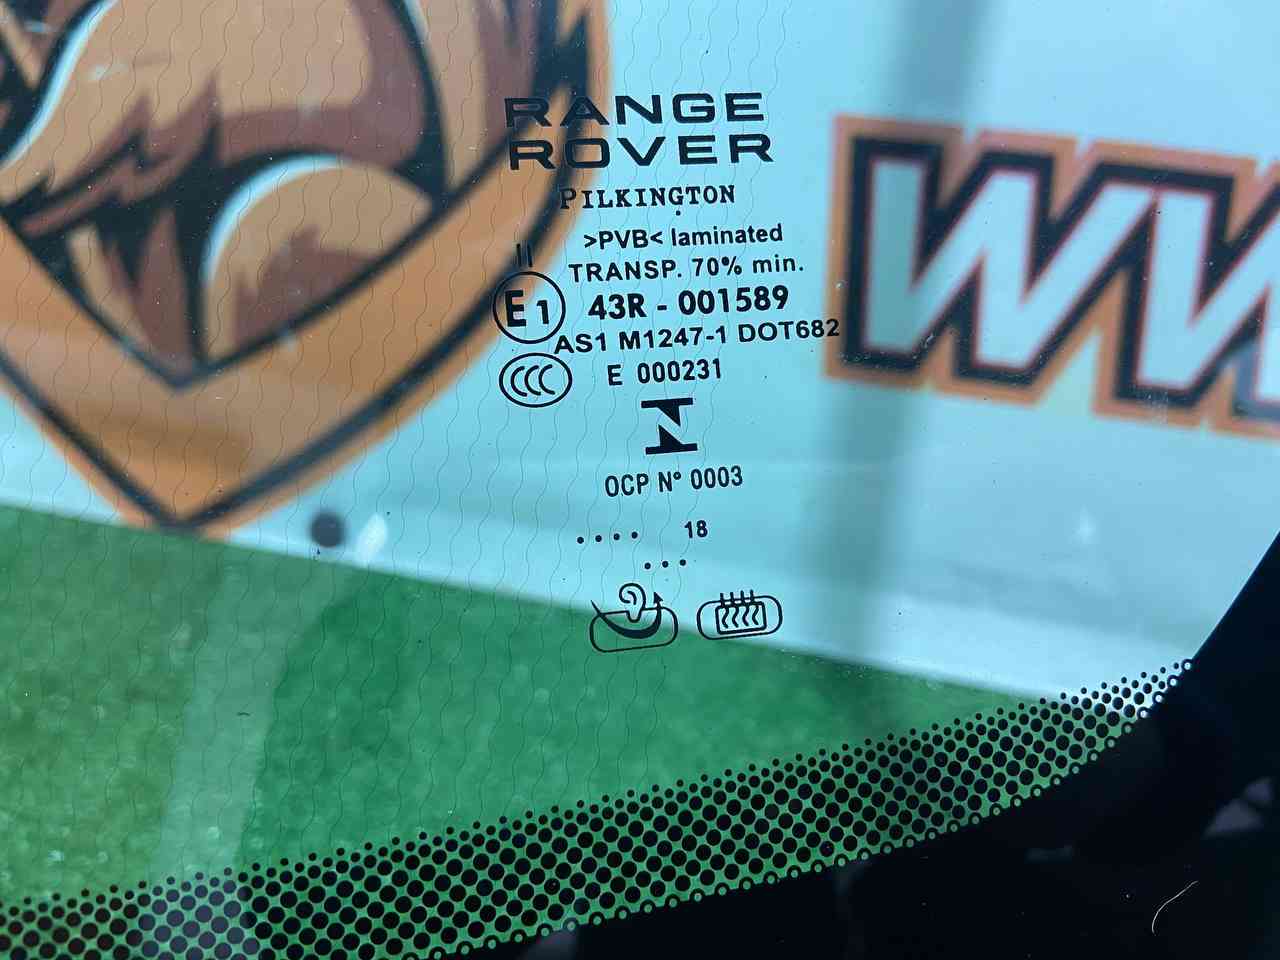 RANGE
ROVER
PILKINGTON
>PVB< laminated
II
TRANSP. 70% min.
E1 43R - 001589
AS1 M1247-1 DOT682
CCC E 000231
OCP Nº 0003
.... 18
...
WW